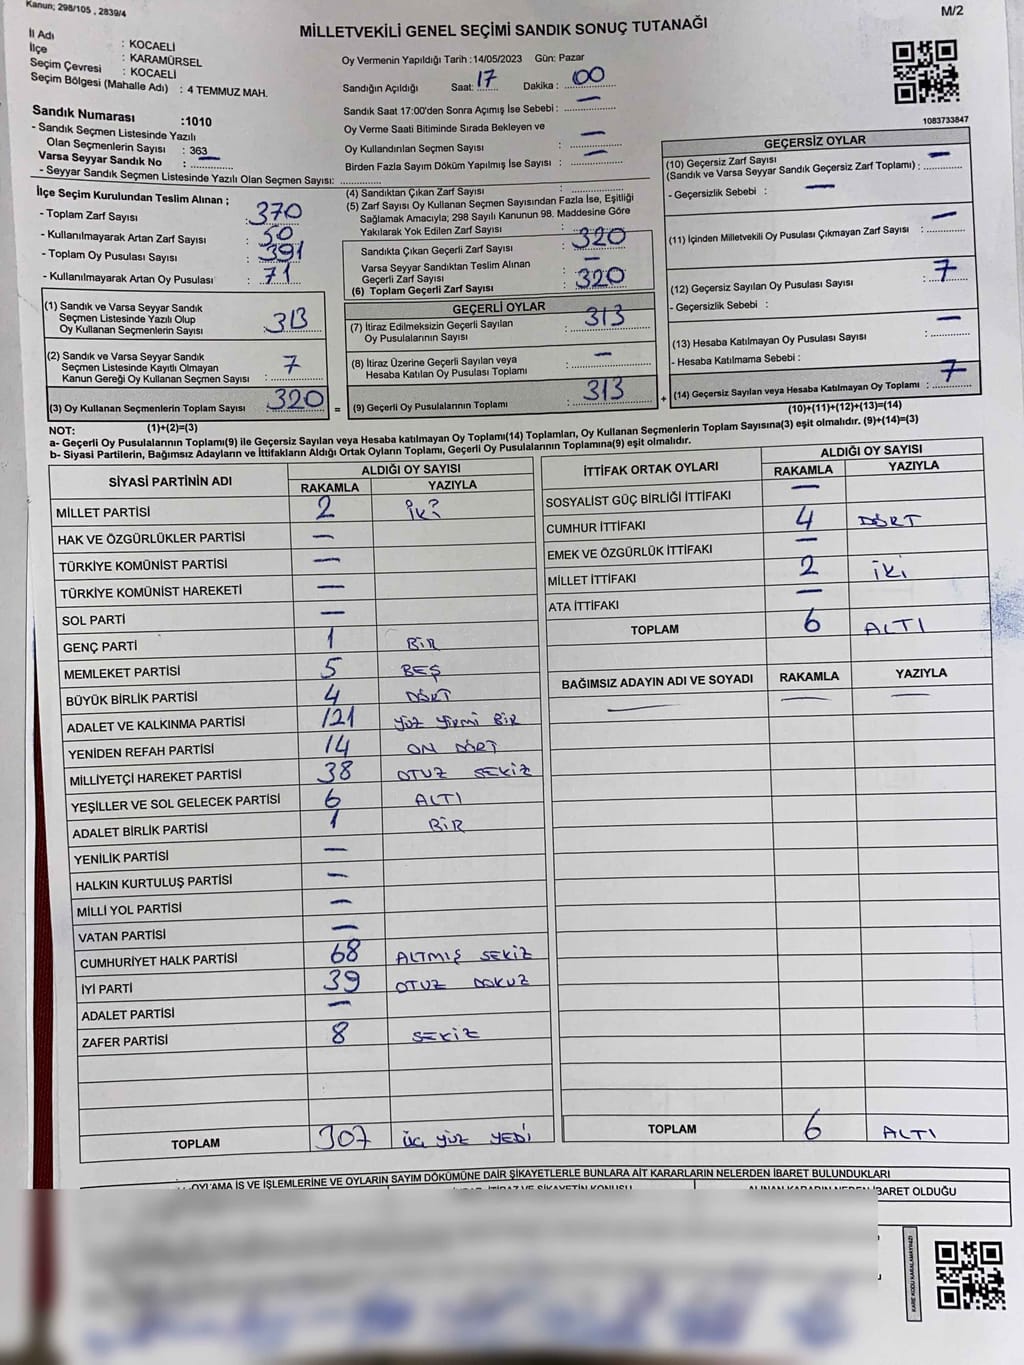 Kanun; 298/105 , 2839/4
M/2
MİLLETVEKİLİ GENEL SEÇİMİ SANDIK SONUÇ TUTANAĞI
İl Adı : KOCAELİ
İlçe : KARAMÜRSEL
Seçim Çevresi : KOCAELİ
Seçim Bölgesi (Mahalle Adı) : 4 TEMMUZ MAH.
Oy Vermenin Yapıldığı Tarih :14/05/2023 Gün: Pazar
Sandığın Açıldığı Saat: 17 Dakika : 00
Sandık Saat 17:00'den Sonra Açımış İse Sebebi : —
Oy Verme Saati Bitiminde Sırada Bekleyen ve
Oy Kullandırılan Seçmen Sayısı : —
Birden Fazla Sayım Döküm Yapılmış İse Sayısı : —
1083733847
Sandık Numarası :1010
- Sandık Seçmen Listesinde Yazılı
Olan Seçmenlerin Sayısı : 363
Varsa Seyyar Sandık No : —
- Seyyar Sandık Seçmen Listesinde Yazılı Olan Seçmen Sayısı:
İlçe Seçim Kurulundan Teslim Alınan ;
- Toplam Zarf Sayısı : 370
- Kullanılmayarak Artan Zarf Sayısı : 50
- Toplam Oy Pusulası Sayısı : 391
- Kullanılmayarak Artan Oy Pusulası : 71
(4) Sandıktan Çıkan Zarf Sayısı :
(5) Zarf Sayısı Oy Kullanan Seçmen Sayısından Fazla İse, Eşitliği
Sağlamak Amacıyla; 298 Sayılı Kanunun 98. Maddesine Göre
Yakılarak Yok Edilen Zarf Sayısı :
Sandıkta Çıkan Geçerli Zarf Sayısı : 320
Varsa Seyyar Sandıktan Teslim Alınan
Geçerli Zarf Sayısı : —
(6) Toplam Geçerli Zarf Sayısı : 320
GEÇERSİZ OYLAR
(10) Geçersiz Zarf Sayısı
(Sandık ve Varsa Seyyar Sandık Geçersiz Zarf Toplamı) : —
- Geçersizlik Sebebi : —
(11) İçinden Milletvekili Oy Pusulası Çıkmayan Zarf Sayısı : —
(12) Geçersiz Sayılan Oy Pusulası Sayısı : 7
- Geçersizlik Sebebi :
(13) Hesaba Katılmayan Oy Pusulası Sayısı : —
- Hesaba Katılmama Sebebi :
(14) Geçersiz Sayılan veya Hesaba Katılmayan Oy Toplamı : 7
(10)+(11)+(12)+(13)=(14)
(1) Sandık ve Varsa Seyyar Sandık
Seçmen Listesinde Yazılı Olup
Oy Kullanan Seçmenlerin Sayısı : 313
(2) Sandık ve Varsa Seyyar Sandık
Seçmen Listesinde Kayıtlı Olmayan
Kanun Gereği Oy Kullanan Seçmen Sayısı : 7
(3) Oy Kullanan Seçmenlerin Toplam Sayısı : 320
(1)+(2)=(3)
=
GEÇERLİ OYLAR
(7) İtiraz Edilmeksizin Geçerli Sayılan
Oy Pusulalarının Sayısı : 313
(8) İtiraz Üzerine Geçerli Sayılan veya
Hesaba Katılan Oy Pusulası Toplamı : —
(9) Geçerli Oy Pusulalarının Toplamı : 313
+
NOT:
a- Geçerli Oy Pusulalarının Toplamı(9) ile Geçersiz Sayılan veya Hesaba katılmayan Oy Toplamı(14) Toplamları, Oy Kullanan Seçmenlerin Toplam Sayısına(3) eşit olmalıdır. (9)+(14)=(3)
b- Siyasi Partilerin, Bağımsız Adayların ve İttifakların Aldığı Ortak Oyların Toplamı, Geçerli Oy Pusulalarının Toplamına(9) eşit olmalıdır.
SİYASİ PARTİNİN ADI ALDIĞI OY SAYISI
RAKAMLA YAZIYLA
MİLLET PARTİSİ 2 İKİ
HAK VE ÖZGÜRLÜKLER PARTİSİ —
TÜRKİYE KOMÜNİST PARTİSİ —
TÜRKİYE KOMÜNİST HAREKETİ —
SOL PARTİ —
GENÇ PARTİ 1 BİR
MEMLEKET PARTİSİ 5 BEŞ
BÜYÜK BİRLİK PARTİSİ 4 DÖRT
ADALET VE KALKINMA PARTİSİ 121 YÜZ YİRMİ BİR
YENİDEN REFAH PARTİSİ 14 ON DÖRT
MİLLİYETÇİ HAREKET PARTİSİ 38 OTUZ SEKİZ
YEŞİLLER VE SOL GELECEK PARTİSİ 6 ALTI
ADALET BİRLİK PARTİSİ 1 BİR
YENİLİK PARTİSİ —
HALKIN KURTULUŞ PARTİSİ —
MİLLİ YOL PARTİSİ —
VATAN PARTİSİ —
CUMHURİYET HALK PARTİSİ 68 ALTMIŞ SEKİZ
İYİ PARTİ 39 OTUZ DOKUZ
ADALET PARTİSİ —
ZAFER PARTİSİ 8 SEKİZ
TOPLAM 307 ÜÇ YÜZ YEDİ
İTTİFAK ORTAK OYLARI ALDIĞI OY SAYISI
RAKAMLA YAZIYLA
SOSYALİST GÜÇ BİRLİĞİ İTTİFAKI —
CUMHUR İTTİFAKI 4 DÖRT
EMEK VE ÖZGÜRLÜK İTTİFAKI —
MİLLET İTTİFAKI 2 İKİ
ATA İTTİFAKI —
TOPLAM 6 ALTI
BAĞIMSIZ ADAYIN ADI VE SOYADI RAKAMLA YAZIYLA
— — —
TOPLAM 6 ALTI
OYLAMA İŞ VE İŞLEMLERİNE VE OYLARIN SAYIM DÖKÜMÜNE DAİR ŞİKAYETLERLE BUNLARA AİT KARARLARIN NELERDEN İBARET BULUNDUKLARI
İTİRAZ VE ŞİKAYETİN KONUSU ALINAN KARARIN NEDEN İBARET OLDUĞU
KARE KODU KARALAMAYINIZ!